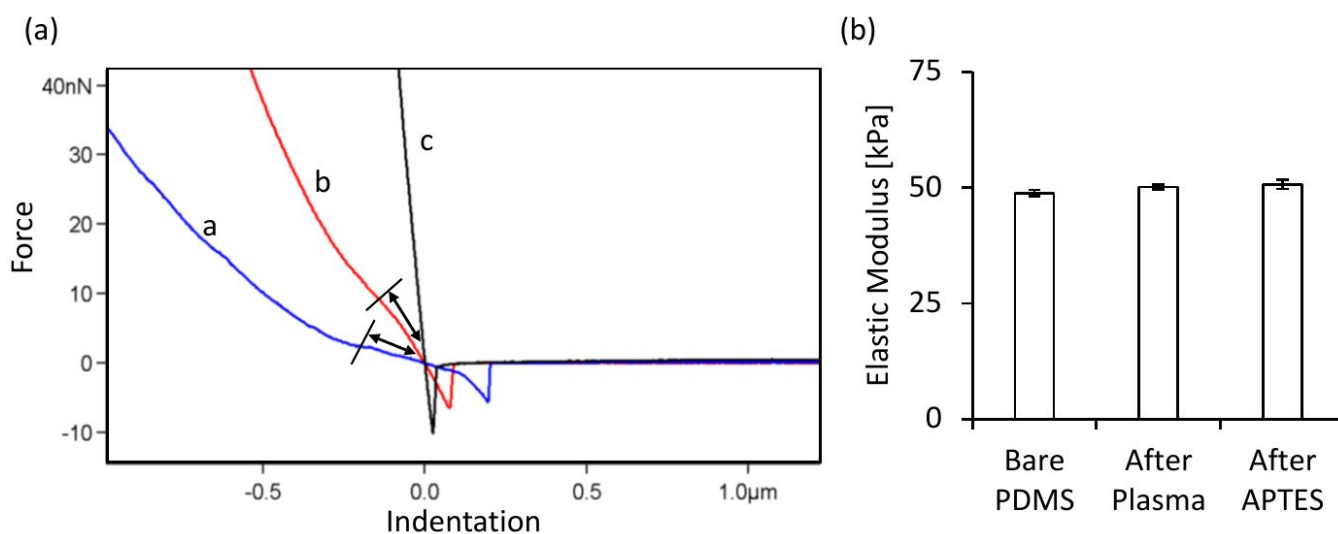 (a)
(b)
40nN
30
20
10
0
-10
Force
a
b
c
-0.5
0.0
0.5
1.0µm
Indentation
75
50
25
0
Elastic Modulus [kPa]
Bare
PDMS
After
Plasma
After
APTES